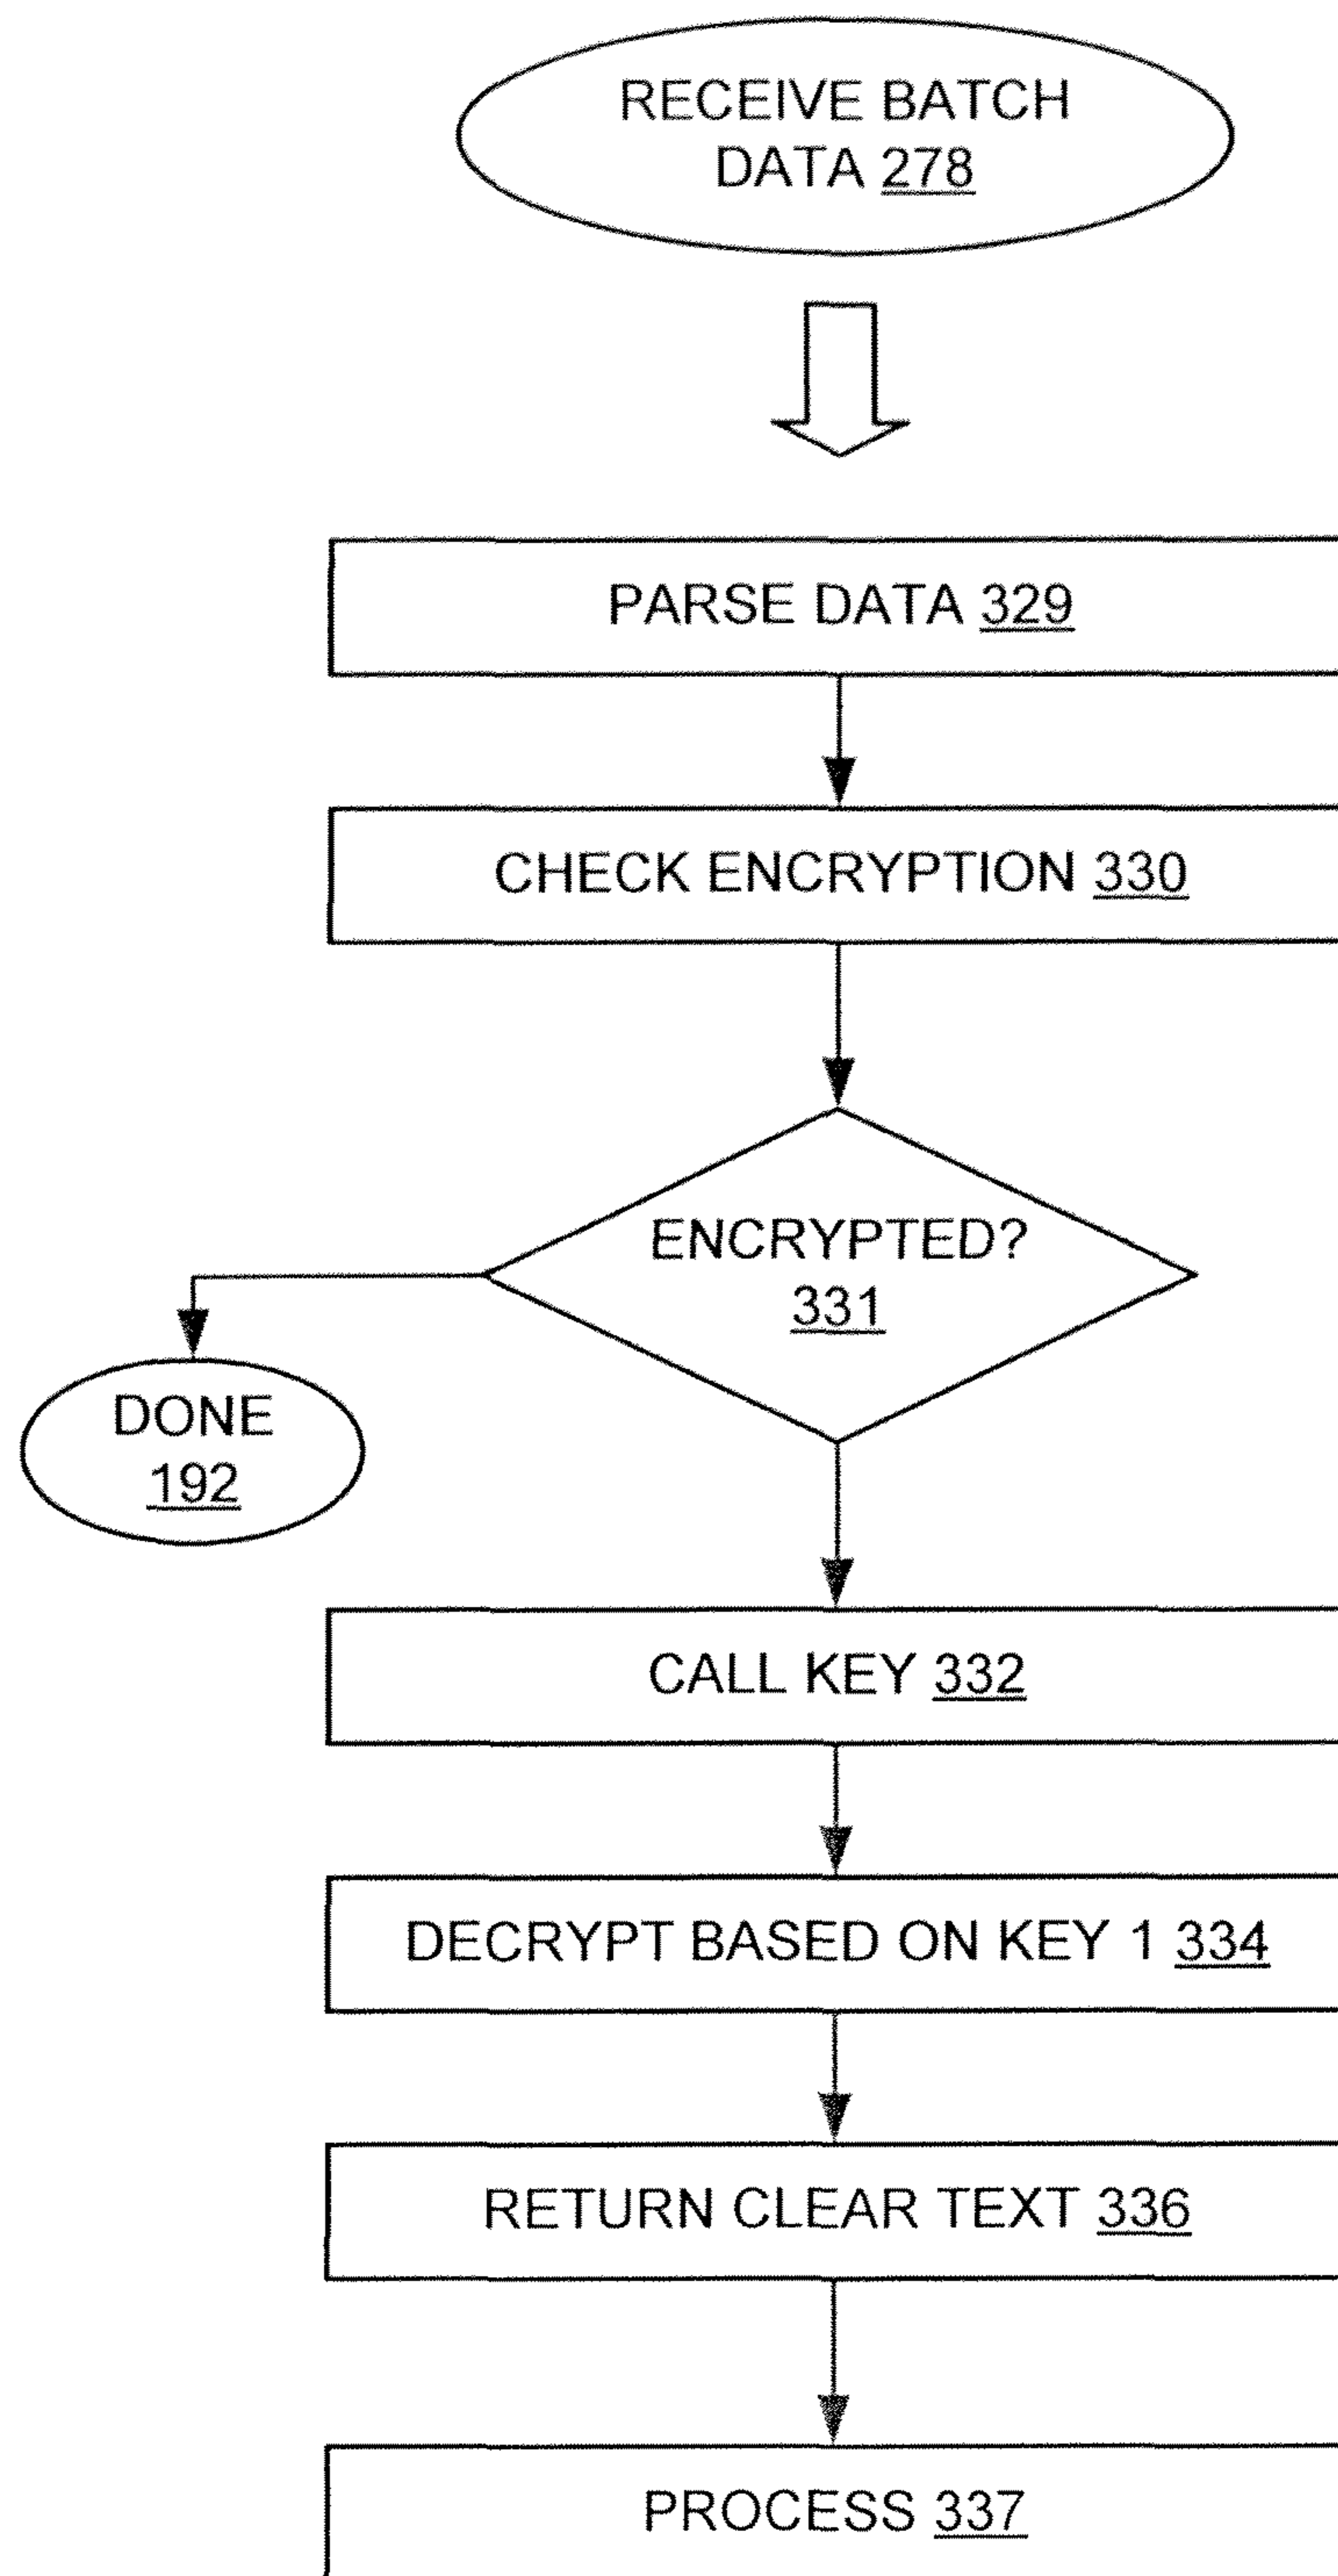 RECEIVE BATCH
DATA 278
PARSE DATA 329
CHECK ENCRYPTION 330
ENCRYPTED?
331
DONE
192
CALL KEY 332
DECRYPT BASED ON KEY 1 334
RETURN CLEAR TEXT 336
PROCESS 337